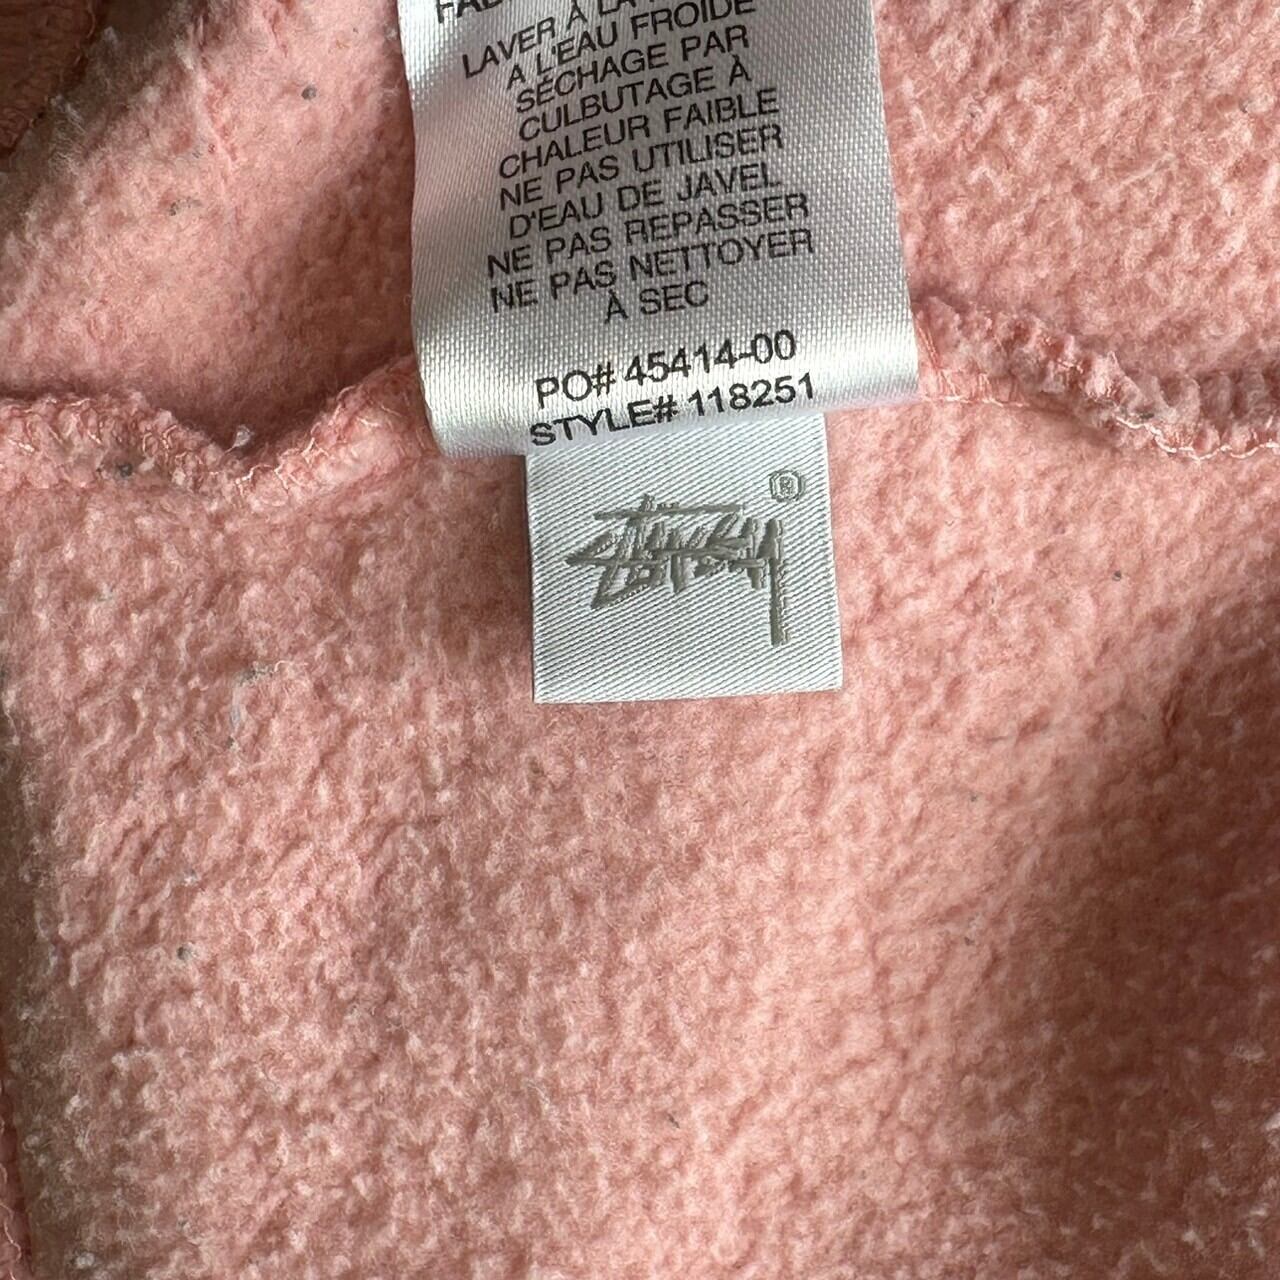 LAVER À LA
À L'EAU FROIDE
SÉCHAGE PAR
CULBUTAGE À
CHALEUR FAIBLE
NE PAS UTILISER
D'EAU DE JAVEL
NE PAS REPASSER
NE PAS NETTOYER
À SEC
PO# 45414-00
STYLE# 118251
Stüssy ®